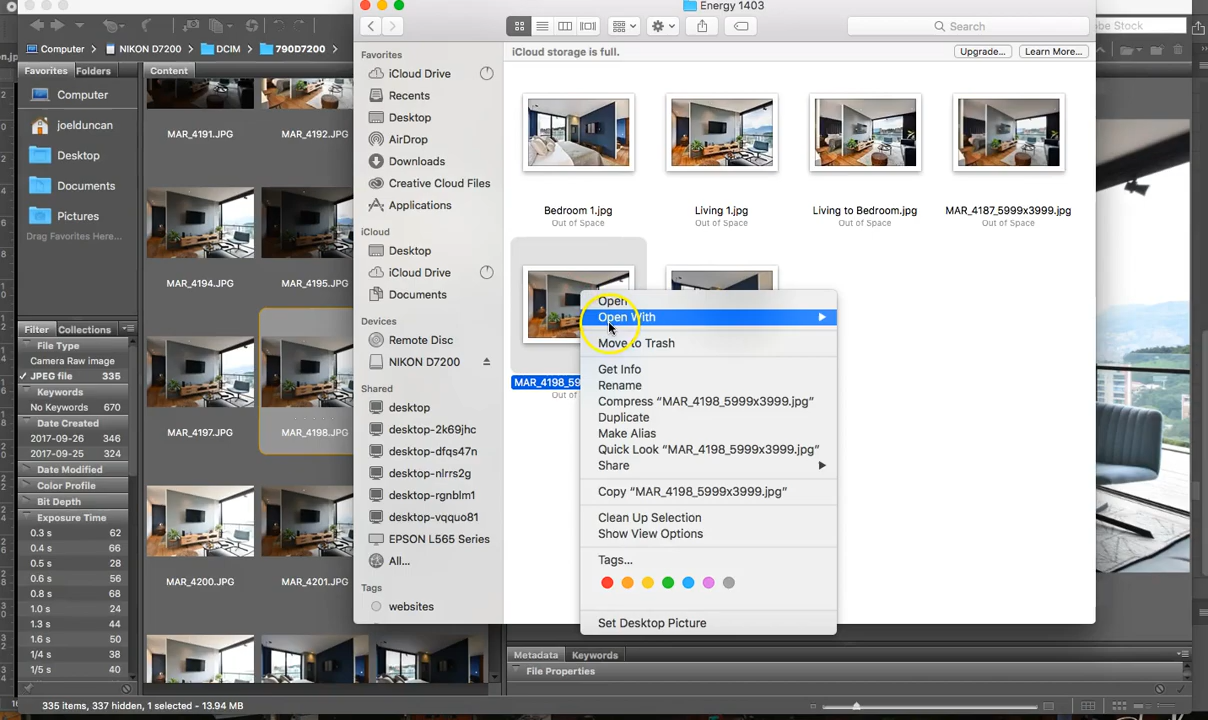 Energy 1403
Search
obe Stock
Computer
NIKON D7200
DCIM
790D7200
iCloud storage is full.
Upgrade...
Learn More...
Favorites
Folders
Content
Computer
joelduncan
Desktop
Documents
Pictures
Drag Favorites Here...
MAR_4191.JPG
MAR_4192.JPG
MAR_4194.JPG
MAR_4195.JPG
MAR_4197.JPG
MAR_4198.JPG
MAR_4200.JPG
MAR_4201.JPG
Filter
Collections
File Type
Camera Raw image
JPEG file 335
Keywords
No Keywords 670
Date Created
2017-09-26 346
2017-09-25 324
Date Modified
Color Profile
Bit Depth
Exposure Time
0.3 s 62
0.4 s 66
0.5 s 28
0.6 s 56
0.8 s 68
1.0 s 24
1.3 s 44
1.6 s 50
1/4 s 38
1/5 s 40
335 items, 337 hidden, 1 selected - 13.94 MB
Favorites
iCloud Drive
Recents
Desktop
AirDrop
Downloads
Creative Cloud Files
Applications
iCloud
Desktop
iCloud Drive
Documents
Devices
Remote Disc
NIKON D7200
Shared
desktop
desktop-2k69jhc
desktop-dfqs47n
desktop-nlrrs2g
desktop-rgnblm1
desktop-vqquo81
EPSON L565 Series
All...
Tags
websites
Bedroom 1.jpg
Out of Space
Living 1.jpg
Out of Space
Living to Bedroom.jpg
Out of Space
MAR_4187_5999x3999.jpg
Out of Space
MAR_4198_59
Out of
Open
Open With
Move to Trash
Get Info
Rename
Compress “MAR_4198_5999x3999.jpg”
Duplicate
Make Alias
Quick Look “MAR_4198_5999x3999.jpg”
Share
Copy “MAR_4198_5999x3999.jpg”
Clean Up Selection
Show View Options
Tags...
Set Desktop Picture
Metadata
Keywords
File Properties